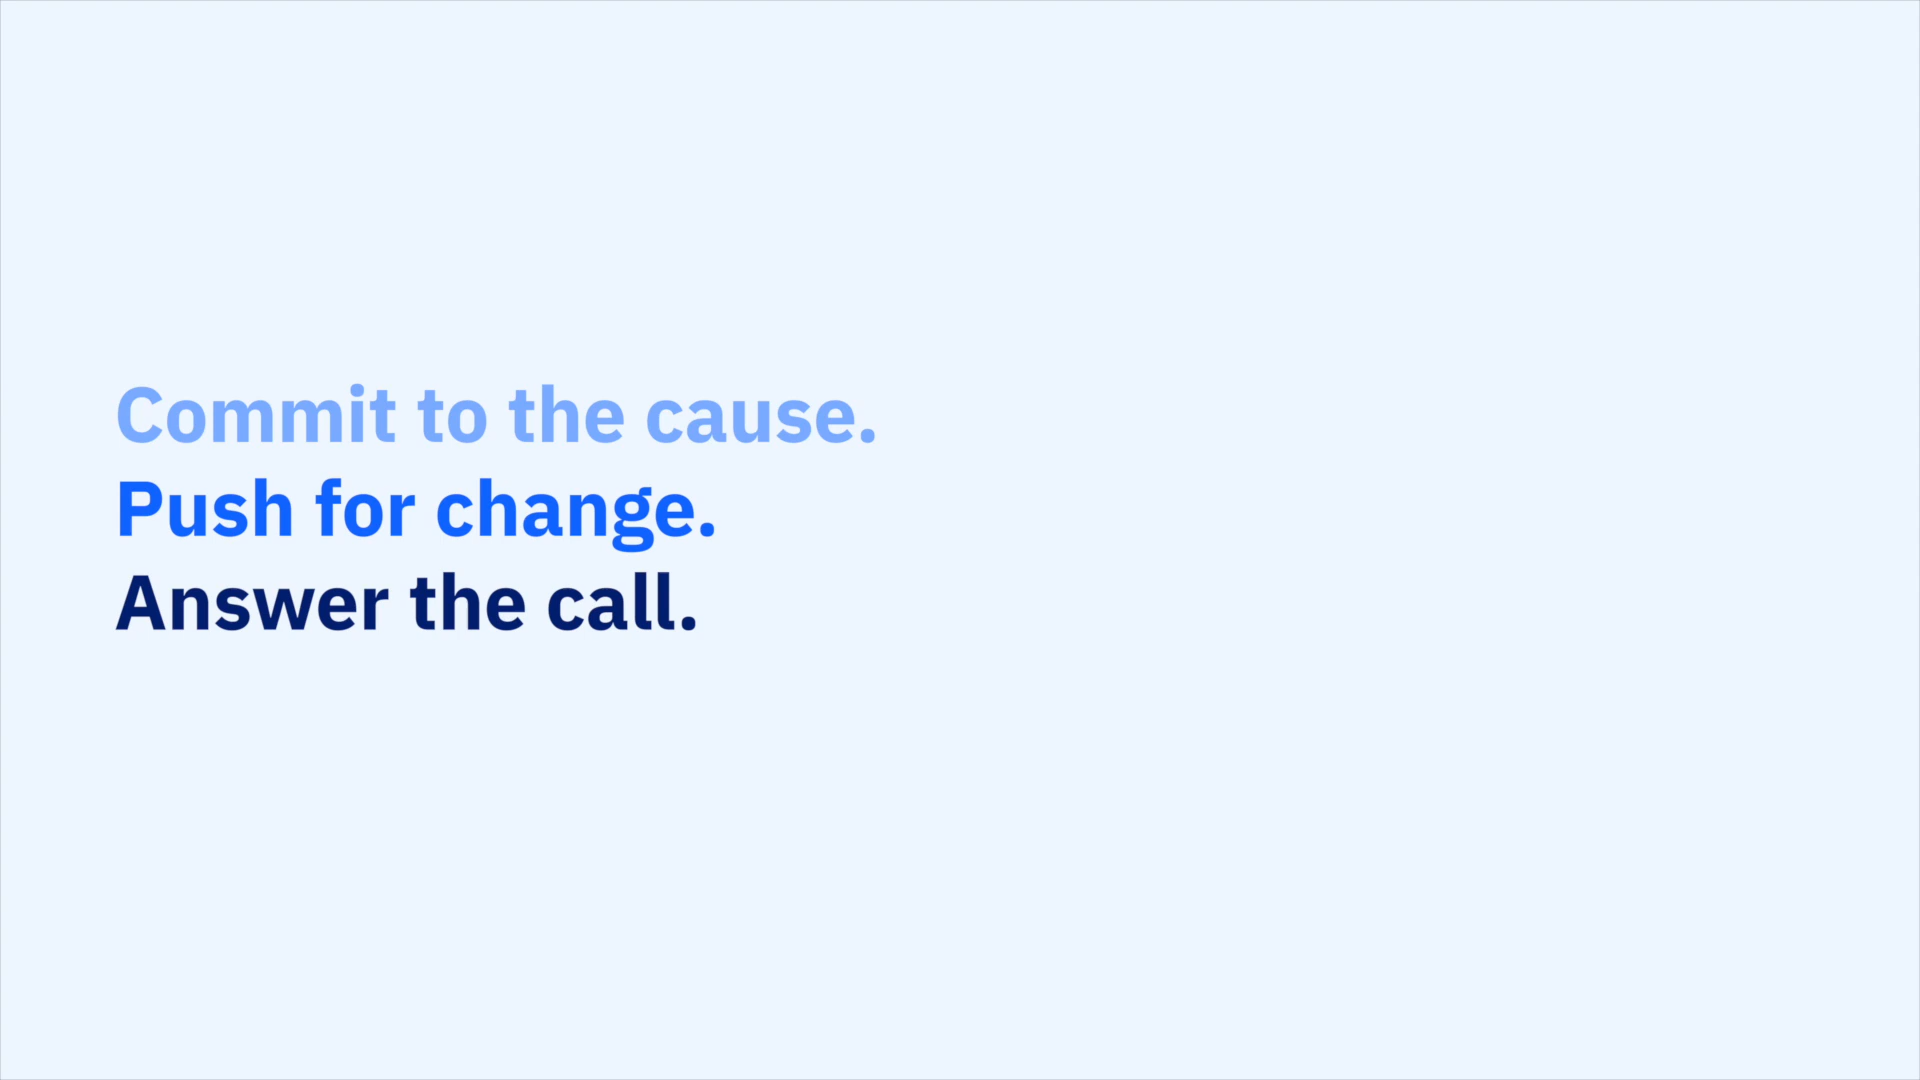 Commit to the cause.
Push for change.
Answer the call.